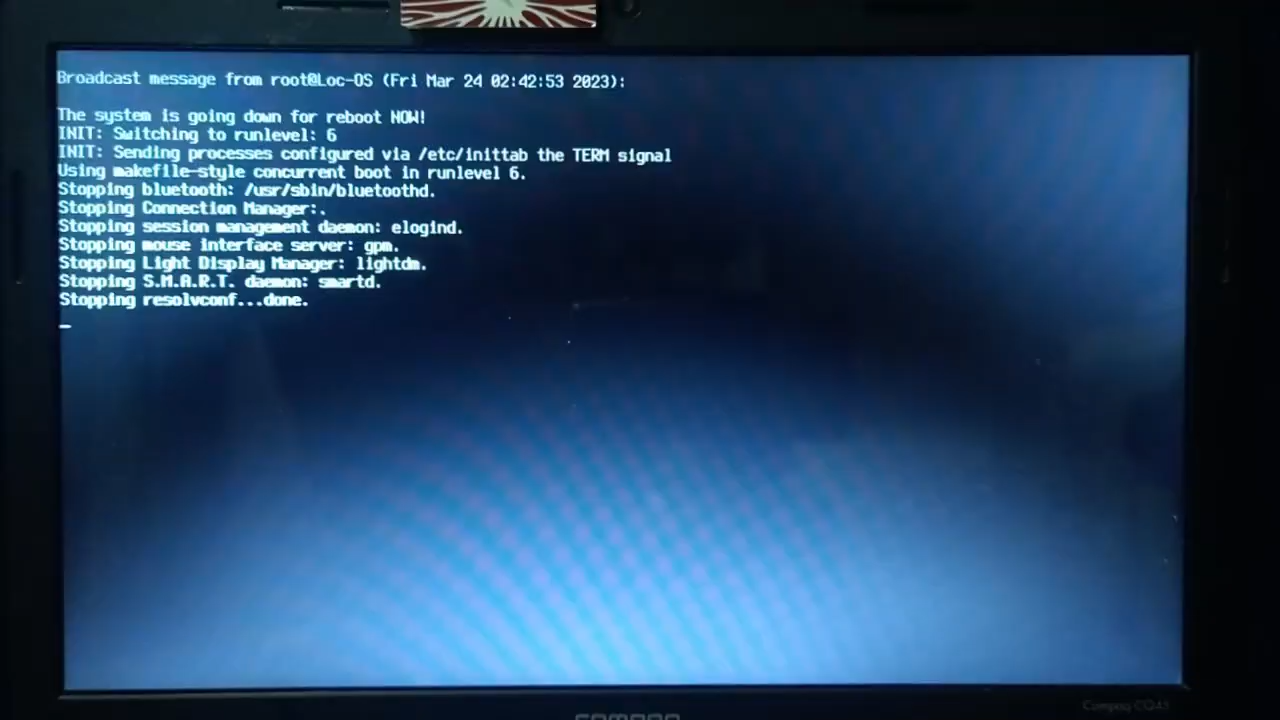 Broadcast message from root@Loc-OS (Fri Mar 24 02:42:53 2023):
The system is going down for reboot NOW!
INIT: Switching to runlevel: 6
INIT: Sending processes configured via /etc/inittab the TERM signal
Using makefile-style concurrent boot in runlevel 6.
Stopping bluetooth: /usr/sbin/bluetoothd.
Stopping Connection Manager:.
Stopping session management daemon: elogind.
Stopping mouse interface server: gpm.
Stopping Light Display Manager: lightdm.
Stopping S.M.A.R.T. daemon: smartd.
Stopping resolvconf...done.
Compaq CQ43